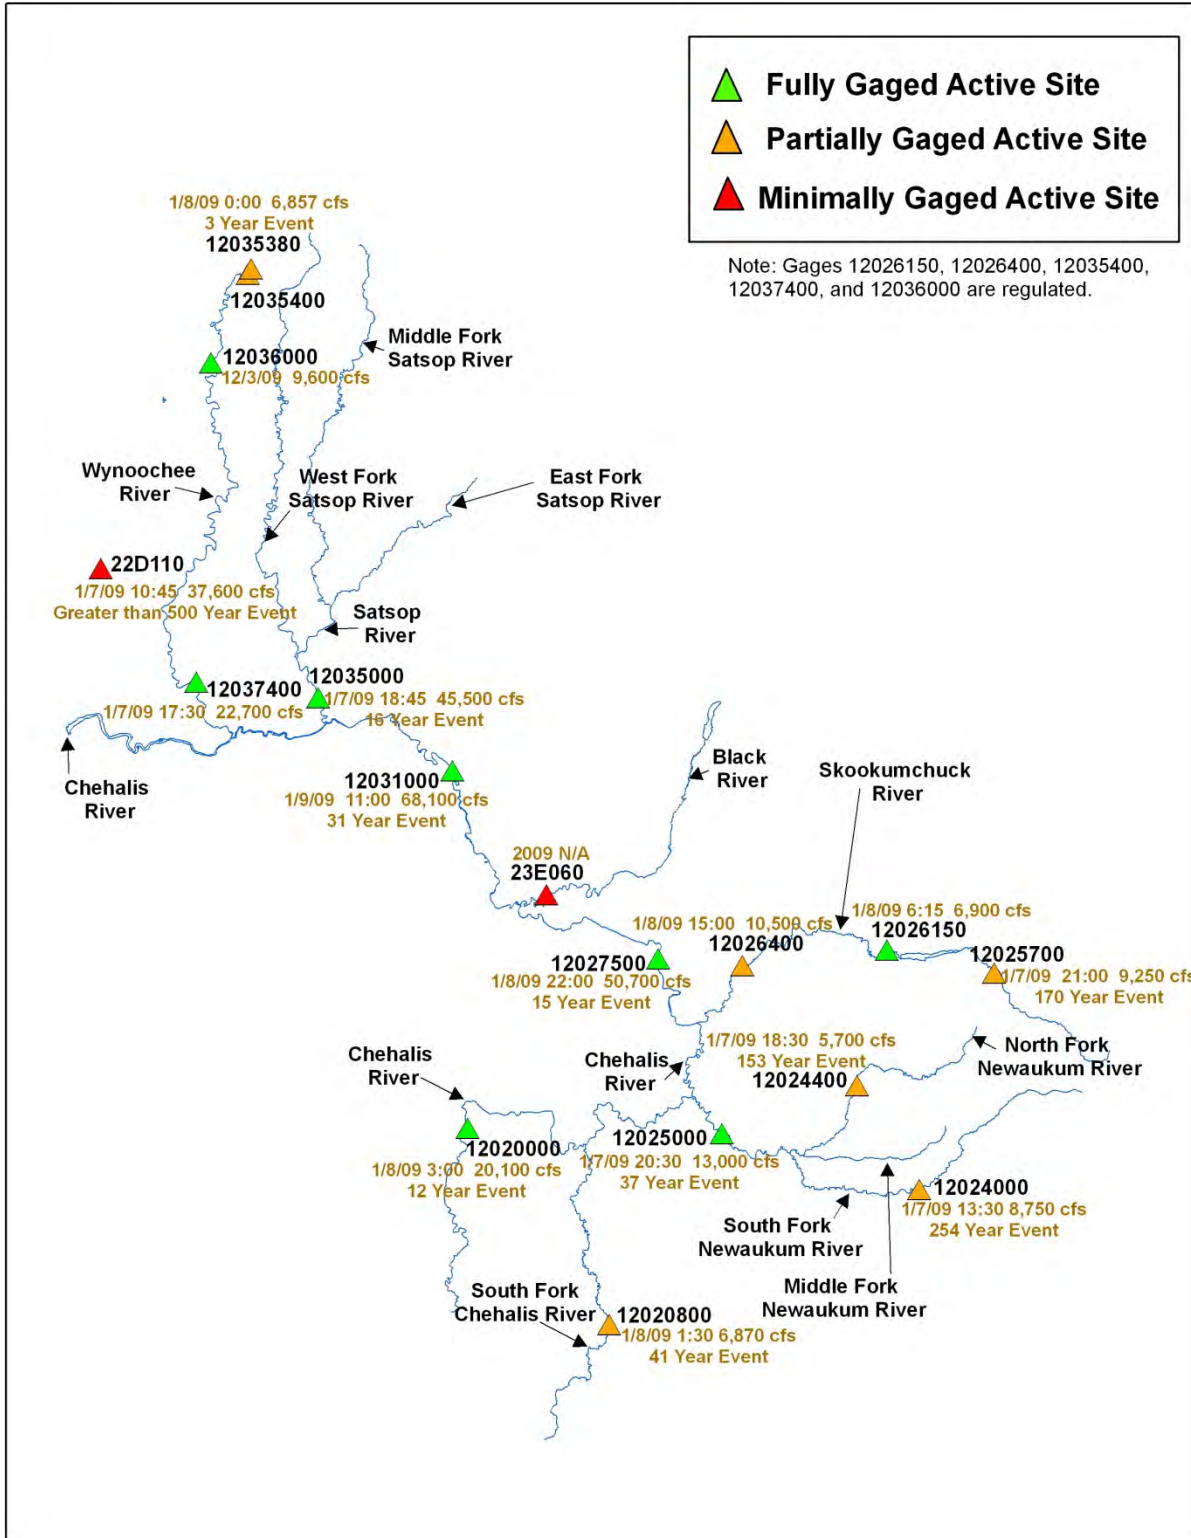 Fully Gaged Active Site
Partially Gaged Active Site
Minimally Gaged Active Site
Note: Gages 12026150, 12026400, 12035400,
12037400, and 12036000 are regulated.
1/8/09 0:00 6,857 cfs
3 Year Event
12035380
12035400
12036000
12/3/09 9,600 cfs
Middle Fork
Satsop River
Wynoochee
River
West Fork
Satsop River
East Fork
Satsop River
22D110
1/7/09 10:45 37,600 cfs
Greater than 500 Year Event
Satsop
River
12037400
1/7/09 17:30 22,700 cfs
12035000
1/7/09 18:45 45,500 cfs
16 Year Event
Chehalis
River
12031000
1/9/09 11:00 68,100 cfs
31 Year Event
Black
River
Skookumchuck
River
2009 N/A
23E060
1/8/09 15:00 10,500 cfs
12026400
1/8/09 6:15 6,900 cfs
12026150
12025700
1/7/09 21:00 9,250 cfs
170 Year Event
12027500
1/8/09 22:00 50,700 cfs
15 Year Event
Chehalis
River
Chehalis
River
1/7/09 18:30 5,700 cfs
153 Year Event
12024400
North Fork
Newaukum River
12020000
1/8/09 3:00 20,100 cfs
12 Year Event
12025000
1/7/09 20:30 13,000 cfs
37 Year Event
12024000
1/7/09 13:30 8,750 cfs
254 Year Event
South Fork
Newaukum River
Middle Fork
Newaukum River
South Fork
Chehalis River
12020800
1/8/09 1:30 6,870 cfs
41 Year Event